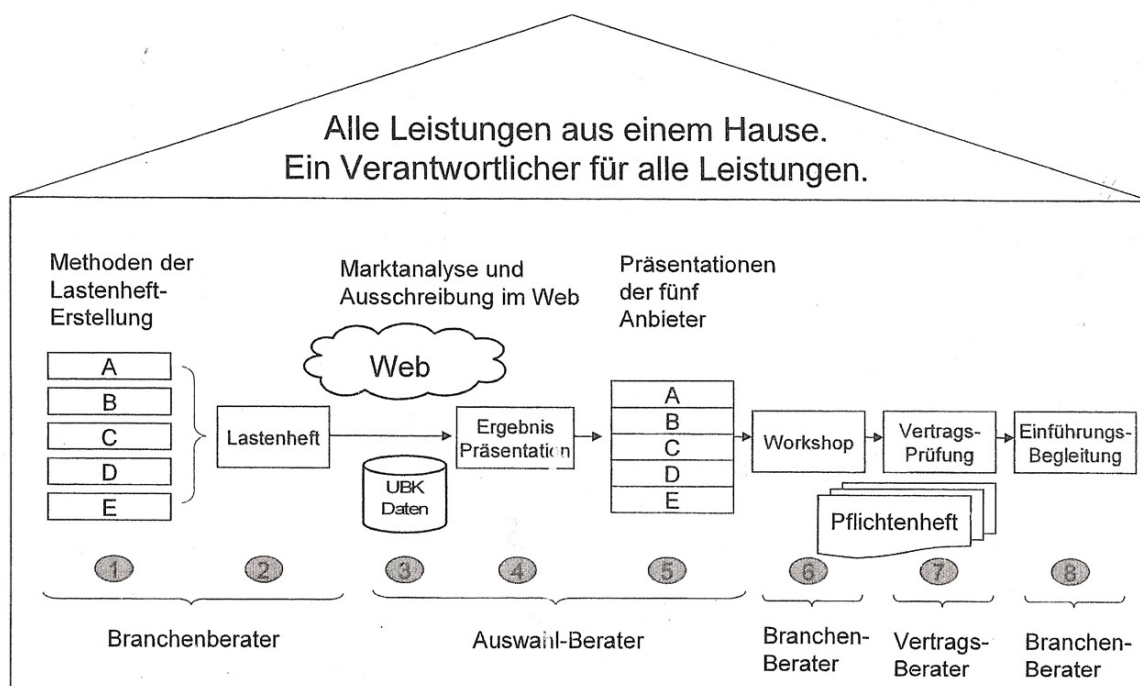 Alle Leistungen aus einem Hause.
Ein Verantwortlicher für alle Leistungen.
Methoden der
Lastenheft-
Erstellung
Marktanalyse und
Ausschreibung im Web
Präsentationen
der fünf
Anbieter
A
B
C
D
E
Lastenheft
Web
UBK
Daten
Ergebnis
Präsentation
A
B
C
D
E
Workshop
Vertrags-
Prüfung
Einführungs-
Begleitung
Pflichtenheft
1
2
3
4
5
6
7
8
Branchenberater
Auswahl-Berater
Branchen-
Berater
Vertrags-
Berater
Branchen-
Berater